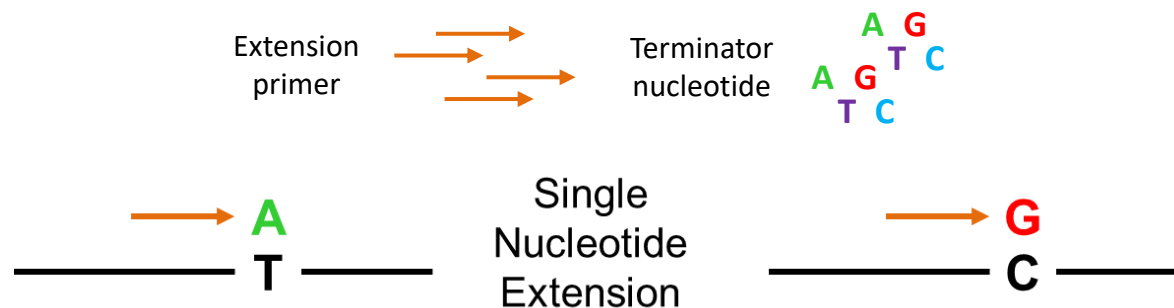 Extension
primer
Terminator
nucleotide
A G
T C
A G
T C
A
T
Single
Nucleotide
Extension
G
C